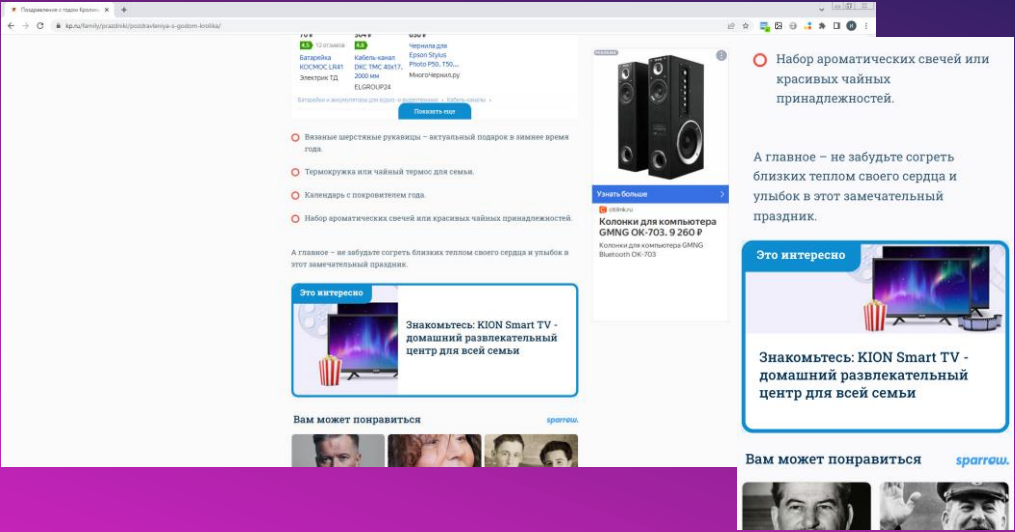 Поздравления с годом Кролика
kp.ru/family/prazdniki/pozdravleniya-s-godom-krolika/
4.5 12 отзывов
4.8
Батарейка
КОСМОС LR41
Электрик ТД
Кабель-канал
DKC TMC 40x17,
2000 мм
ELGROUP24
Чернила для
Epson Stylus
Photo P50, T50,...
МногоЧернил.ру
Показать еще
Вязаные шерстяные рукавицы – актуальный подарок в зимнее время
года.
Термокружка или чайный термос для семьи.
Календарь с покровителем года.
Набор ароматических свечей или красивых чайных принадлежностей.
А главное – не забудьте согреть близких теплом своего сердца и улыбок в
этот замечательный праздник.
Это интересно
Знакомьтесь: KION Smart TV -
домашний развлекательный
центр для всей семьи
Вам может понравиться
sparrow.
Узнать больше
citilink.ru
Колонки для компьютера
GMNG OK-703. 9 260 ₽
Колонки для компьютера GMNG
Bluetooth OK-703
Набор ароматических свечей или
красивых чайных
принадлежностей.
А главное – не забудьте согреть
близких теплом своего сердца и
улыбок в этот замечательный
праздник.
Это интересно
Знакомьтесь: KION Smart TV -
домашний развлекательный
центр для всей семьи
Вам может понравиться
sparrow.